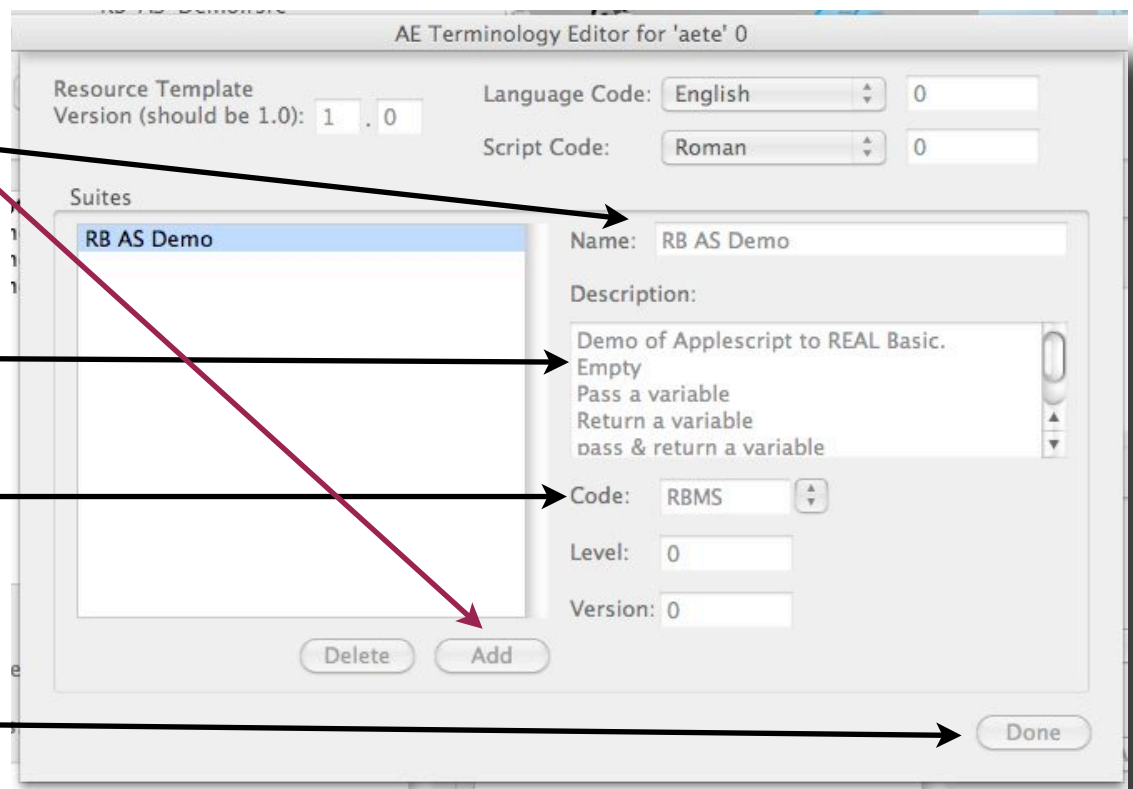 AE Terminology Editor for 'aete' 0
Resource Template
Version (should be 1.0): 1 . 0
Language Code: English 0
Script Code: Roman 0
Suites
RB AS Demo
Name: RB AS Demo
Description:
Demo of Applescript to REAL Basic.
Empty
Pass a variable
Return a variable
pass & return a variable
Code: RBMS
Level: 0
Version: 0
Delete Add
Done